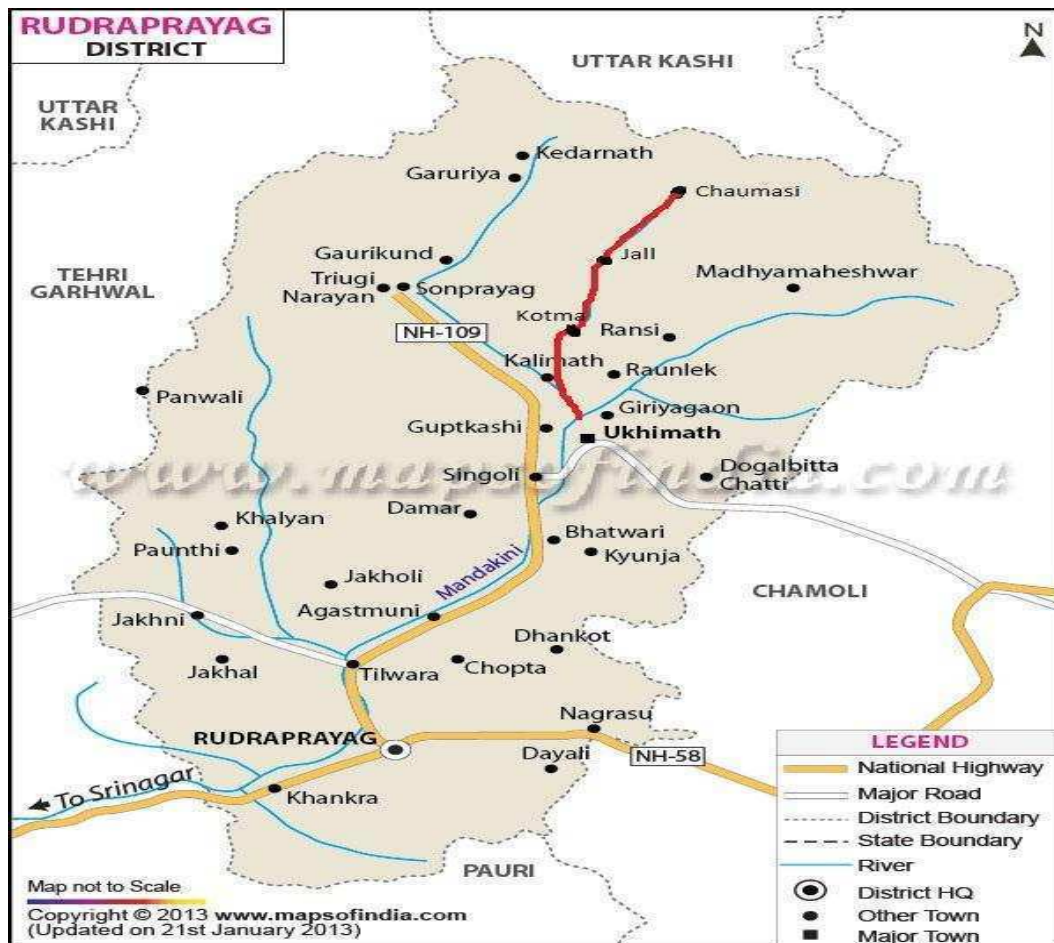 RUDRAPRAYAG
DISTRICT
N
UTTAR KASHI
UTTAR
KASHI
Kedarnath
Garuriya
Chaumasi
Gaurikund
Jall
TEHRI
GARHWAL
Triugi
Narayan
Sonprayag
Madhyamaheshwar
Kotma
NH-109
Ransi
Kalimath
Raunlek
Panwali
Giriyagaon
Guptkashi
Ukhimath
www.mapsofindia.com
Singoli
Dogalbitta
Chatti
Damar
Khalyan
Bhatwari
Paunthi
Kyunja
Mandakini
Jakholi
CHAMOLI
Agastmuni
Jakhni
Dhankot
Jakhal
Tilwara
Chopta
Nagrasu
RUDRAPRAYAG
Dayali
NH-58
To Srinagar
Khankra
PAURI
LEGEND
National Highway
Major Road
District Boundary
State Boundary
River
District HQ
Other Town
Major Town
Map not to Scale
Copyright © 2013 www.mapsofindia.com
(Updated on 21st January 2013)